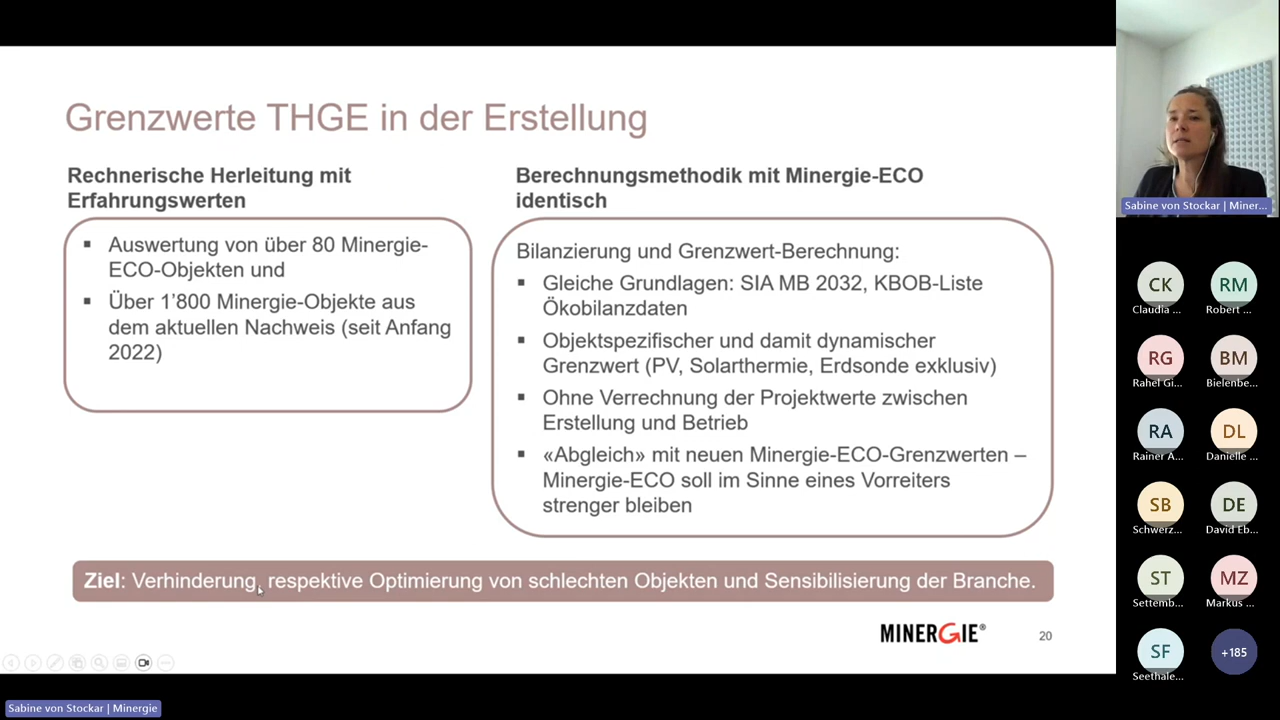 Grenzwerte THGE in der Erstellung
Rechnerische Herleitung mit
Erfahrungswerten
▪ Auswertung von über 80 Minergie-
ECO-Objekten und
▪ Über 1'800 Minergie-Objekte aus
dem aktuellen Nachweis (seit Anfang
2022)
Berechnungsmethodik mit Minergie-ECO
identisch
Bilanzierung und Grenzwert-Berechnung:
▪ Gleiche Grundlagen: SIA MB 2032, KBOB-Liste
Ökobilanzdaten
▪ Objektspezifischer und damit dynamischer
Grenzwert (PV, Solarthermie, Erdsonde exklusiv)
▪ Ohne Verrechnung der Projektwerte zwischen
Erstellung und Betrieb
▪ «Abgleich» mit neuen Minergie-ECO-Grenzwerten –
Minergie-ECO soll im Sinne eines Vorreiters
strenger bleiben
Ziel: Verhinderung, respektive Optimierung von schlechten Objekten und Sensibilisierung der Branche.
MINERGIE®
20
Sabine von Stockar | Minergie
Sabine von Stockar | Miner...
CK
Claudia ...
RM
Robert ...
RG
Rahel Gi...
BM
Bielenbe...
RA
Rainer A...
DL
Danielle ...
SB
Schwerz...
DE
David Eb...
ST
Settemb...
MZ
Markus ...
SF
Seethale...
+185